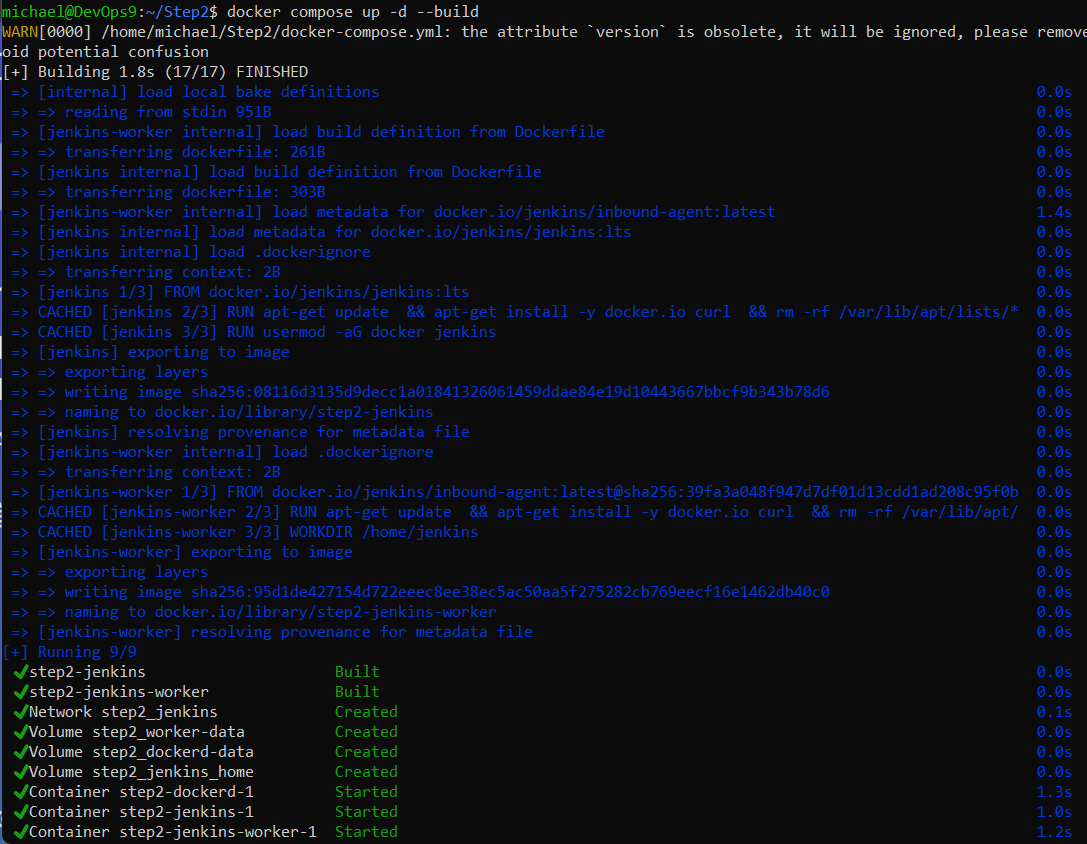 michael@DevOps9:~/Step2$ docker compose up -d --build
WARN[0000] /home/michael/Step2/docker-compose.yml: the attribute `version` is obsolete, it will be ignored, please remove
oid potential confusion
[+] Building 1.8s (17/17) FINISHED
=> [internal] load local bake definitions 0.0s
=> => reading from stdin 951B 0.0s
=> [jenkins-worker internal] load build definition from Dockerfile 0.0s
=> => transferring dockerfile: 261B 0.0s
=> [jenkins internal] load build definition from Dockerfile 0.0s
=> => transferring dockerfile: 303B 0.0s
=> [jenkins-worker internal] load metadata for docker.io/jenkins/inbound-agent:latest 1.4s
=> [jenkins internal] load metadata for docker.io/jenkins/jenkins:lts 0.0s
=> [jenkins internal] load .dockerignore 0.0s
=> => transferring context: 2B 0.0s
=> [jenkins 1/3] FROM docker.io/jenkins/jenkins:lts 0.0s
=> CACHED [jenkins 2/3] RUN apt-get update  && apt-get install -y docker.io curl  && rm -rf /var/lib/apt/lists/* 0.0s
=> CACHED [jenkins 3/3] RUN usermod -aG docker jenkins 0.0s
=> [jenkins] exporting to image 0.0s
=> => exporting layers 0.0s
=> => writing image sha256:08116d3135d9decc1a01841326061459ddae84e19d10443667bbcf9b343b78d6 0.0s
=> => naming to docker.io/library/step2-jenkins 0.0s
=> [jenkins] resolving provenance for metadata file 0.0s
=> [jenkins-worker internal] load .dockerignore 0.0s
=> => transferring context: 2B 0.0s
=> [jenkins-worker 1/3] FROM docker.io/jenkins/inbound-agent:latest@sha256:39fa3a048f947d7df01d13cdd1ad208c95f0b 0.0s
=> CACHED [jenkins-worker 2/3] RUN apt-get update  && apt-get install -y docker.io curl  && rm -rf /var/lib/apt/ 0.0s
=> CACHED [jenkins-worker 3/3] WORKDIR /home/jenkins 0.0s
=> [jenkins-worker] exporting to image 0.0s
=> => exporting layers 0.0s
=> => writing image sha256:95d1de427154d722eeec8ee38ec5ac50aa5f275282cb769eecf16e1462db40c0 0.0s
=> => naming to docker.io/library/step2-jenkins-worker 0.0s
=> [jenkins-worker] resolving provenance for metadata file 0.0s
[+] Running 9/9
✔step2-jenkins Built 0.0s
✔step2-jenkins-worker Built 0.0s
✔Network step2_jenkins Created 0.1s
✔Volume step2_worker-data Created 0.0s
✔Volume step2_dockerd-data Created 0.0s
✔Volume step2_jenkins_home Created 0.0s
✔Container step2-dockerd-1 Started 1.3s
✔Container step2-jenkins-1 Started 1.0s
✔Container step2-jenkins-worker-1 Started 1.2s